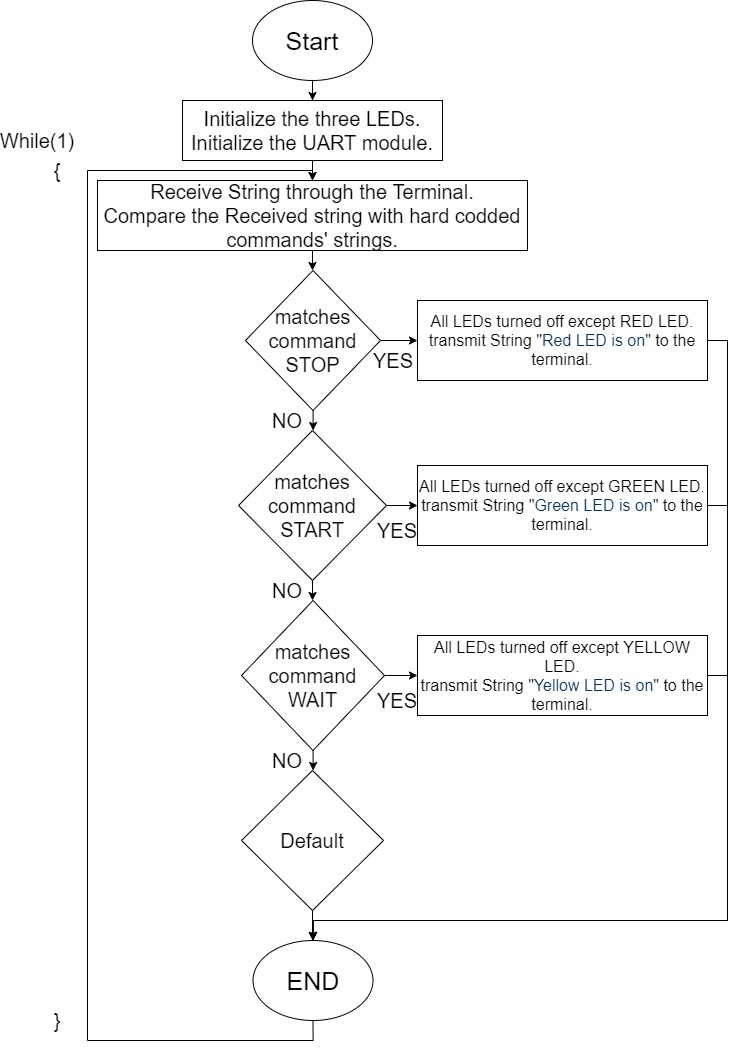 Start
Initialize the three LEDs.
Initialize the UART module.
While(1)
{
Receive String through the Terminal.
Compare the Received string with hard codded
commands' strings.
matches
command
STOP
YES
All LEDs turned off except RED LED.
transmit String "Red LED is on" to the
terminal.
NO
matches
command
START
YES
All LEDs turned off except GREEN LED.
transmit String "Green LED is on" to the
terminal.
NO
matches
command
WAIT
YES
All LEDs turned off except YELLOW
LED.
transmit String "Yellow LED is on" to the
terminal.
NO
Default
END
}